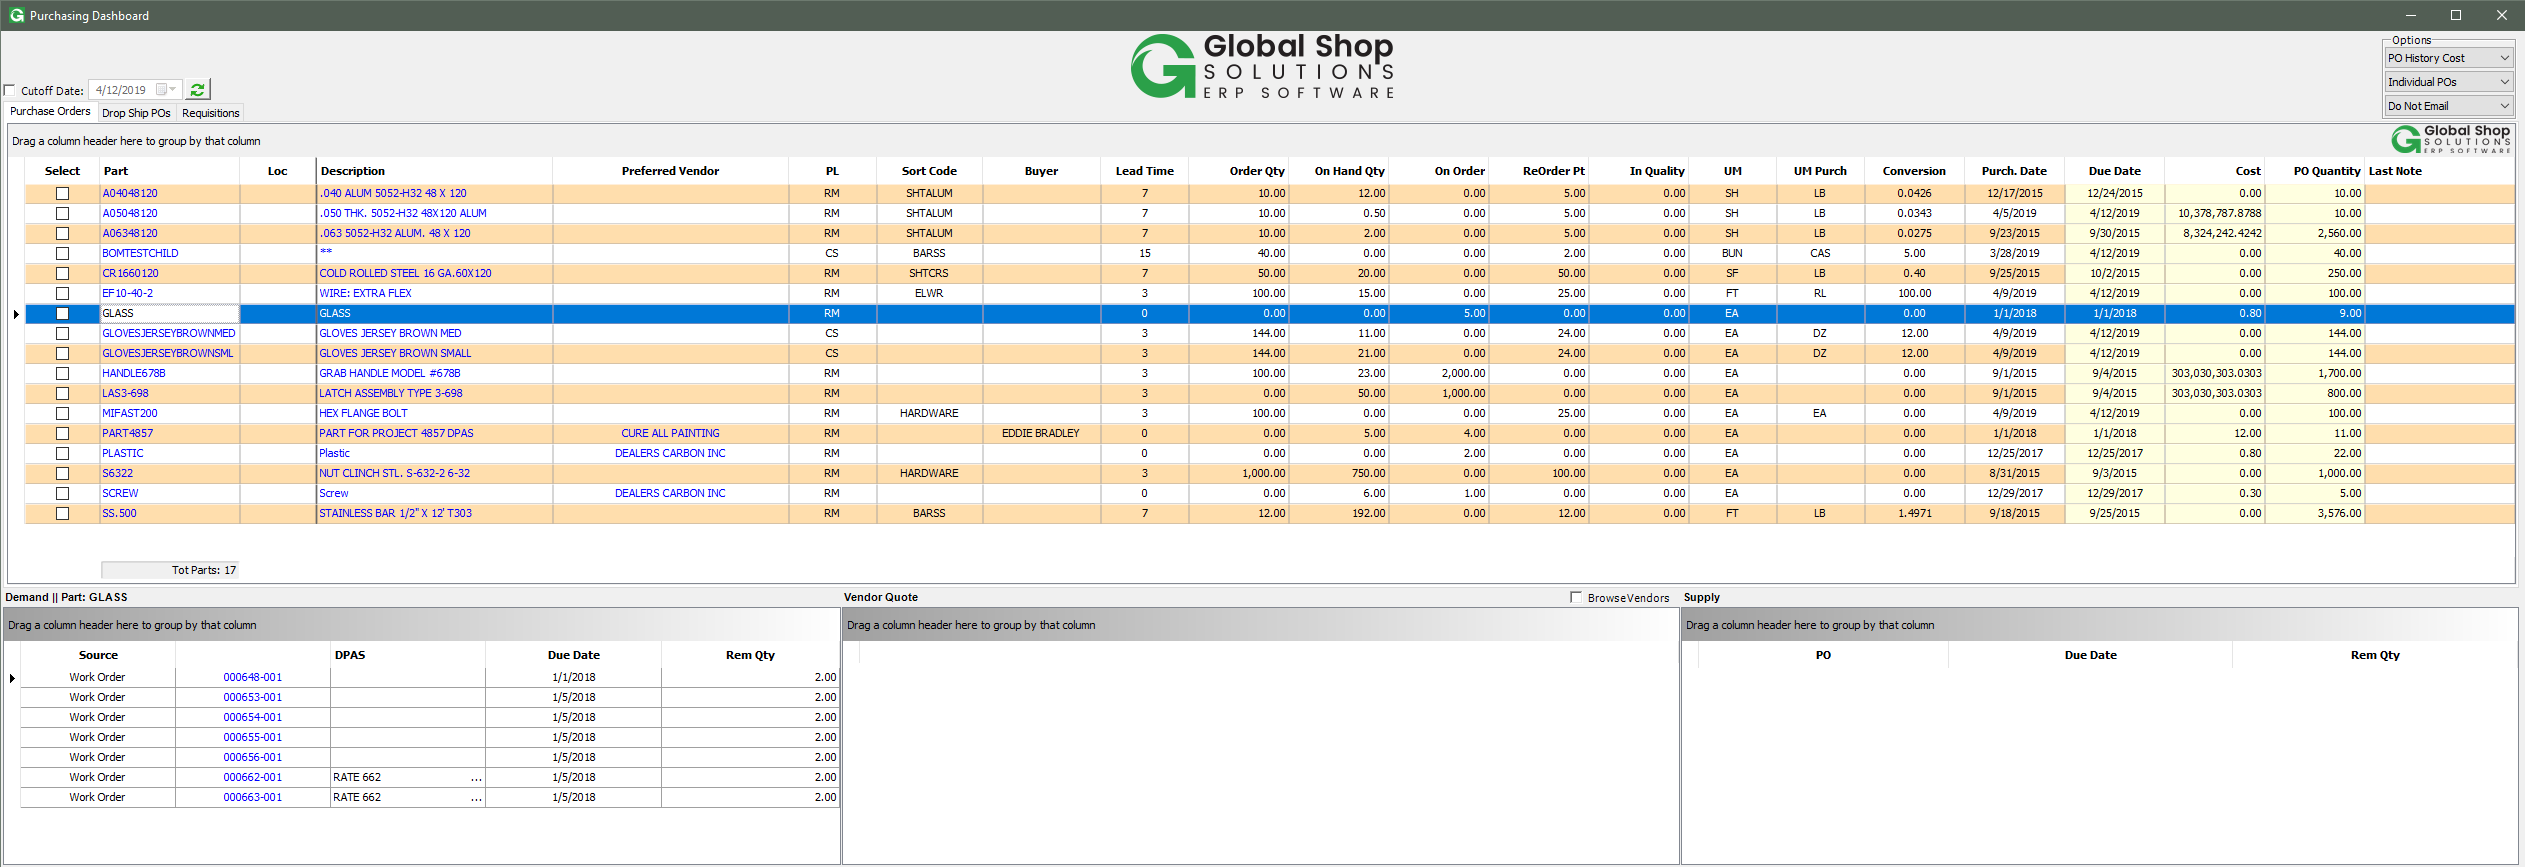 Purchasing Dashboard
Global Shop
SOLUTIONS
ERP SOFTWARE
Options
PO History Cost
Individual POs
Do Not Email
Cutoff Date: 4/12/2019
Purchase Orders Drop Ship POs Requisitions
Drag a column header here to group by that column
Global Shop
SOLUTIONS
ERP SOFTWARE
Select Part Loc Description Preferred Vendor PL Sort Code Buyer Lead Time Order Qty On Hand Qty On Order ReOrder Pt In Quality UM UM Purch Conversion Purch. Date Due Date Cost PO Quantity Last Note
A04048120 .040 ALUM 5052-H32 48 X 120 RM SHTALUM 7 10.00 12.00 0.00 5.00 0.00 SH LB 0.0426 12/17/2015 12/24/2015 0.00 10.00
A05048120 .050 THK. 5052-H32 48X120 ALUM RM SHTALUM 7 10.00 0.50 0.00 5.00 0.00 SH LB 0.0343 4/5/2019 4/12/2019 10,378,787.8788 10.00
A06348120 .063 5052-H32 ALUM. 48 X 120 RM SHTALUM 7 10.00 2.00 0.00 5.00 0.00 SH LB 0.0275 9/23/2015 9/30/2015 8,324,242.4242 2,560.00
BOMTESTCHILD ** CS BARSS 15 40.00 0.00 0.00 2.00 0.00 BUN CAS 5.00 3/28/2019 4/12/2019 0.00 40.00
CR1660120 COLD ROLLED STEEL 16 GA.60X120 RM SHTCRS 7 50.00 20.00 0.00 50.00 0.00 SF LB 0.40 9/25/2015 10/2/2015 0.00 250.00
EF10-40-2 WIRE: EXTRA FLEX RM ELWR 3 100.00 15.00 0.00 25.00 0.00 FT RL 100.00 4/9/2019 4/12/2019 0.00 100.00
GLASS GLASS RM 0 0.00 0.00 5.00 0.00 0.00 EA 0.00 1/1/2018 1/1/2018 0.80 9.00
GLOVESJERSEYBROWNMED GLOVES JERSEY BROWN MED CS 3 144.00 11.00 0.00 24.00 0.00 EA DZ 12.00 4/9/2019 4/12/2019 0.00 144.00
GLOVESJERSEYBROWNSML GLOVES JERSEY BROWN SMALL CS 3 144.00 21.00 0.00 24.00 0.00 EA DZ 12.00 4/9/2019 4/12/2019 0.00 144.00
HANDLE678B GRAB HANDLE MODEL #678B RM 3 100.00 23.00 2,000.00 0.00 0.00 EA 0.00 9/1/2015 9/4/2015 303,030,303.0303 1,700.00
LAS3-698 LATCH ASSEMBLY TYPE 3-698 RM 3 0.00 50.00 1,000.00 0.00 0.00 EA 0.00 9/1/2015 9/4/2015 303,030,303.0303 800.00
MIFAST200 HEX FLANGE BOLT RM HARDWARE 3 100.00 0.00 0.00 25.00 0.00 EA EA 0.00 4/9/2019 4/12/2019 0.00 100.00
PART4857 PART FOR PROJECT 4857 DPAS CURE ALL PAINTING RM EDDIE BRADLEY 0 0.00 5.00 4.00 0.00 0.00 EA 0.00 1/1/2018 1/1/2018 12.00 11.00
PLASTIC Plastic DEALERS CARBON INC RM 0 0.00 0.00 2.00 0.00 0.00 EA 0.00 12/25/2017 12/25/2017 0.80 22.00
S6322 NUT CLINCH STL. S-632-2 6-32 RM HARDWARE 3 1,000.00 750.00 0.00 100.00 0.00 EA 0.00 8/31/2015 9/3/2015 0.00 1,000.00
SCREW Screw DEALERS CARBON INC RM 0 0.00 6.00 1.00 0.00 0.00 EA 0.00 12/29/2017 12/29/2017 0.30 5.00
SS.500 STAINLESS BAR 1/2" X 12' T303 RM BARSS 7 12.00 192.00 0.00 12.00 0.00 FT LB 1.4971 9/18/2015 9/25/2015 0.00 3,576.00
Tot Parts: 17
Demand || Part: GLASS
Drag a column header here to group by that column
Source DPAS Due Date Rem Qty
Work Order 000648-001 1/1/2018 2.00
Work Order 000653-001 1/5/2018 2.00
Work Order 000654-001 1/5/2018 2.00
Work Order 000655-001 1/5/2018 2.00
Work Order 000656-001 1/5/2018 2.00
Work Order 000662-001 RATE 662 ... 1/5/2018 2.00
Work Order 000663-001 RATE 662 ... 1/5/2018 2.00
Vendor Quote BrowseVendors
Drag a column header here to group by that column
Supply
Drag a column header here to group by that column
PO Due Date Rem Qty